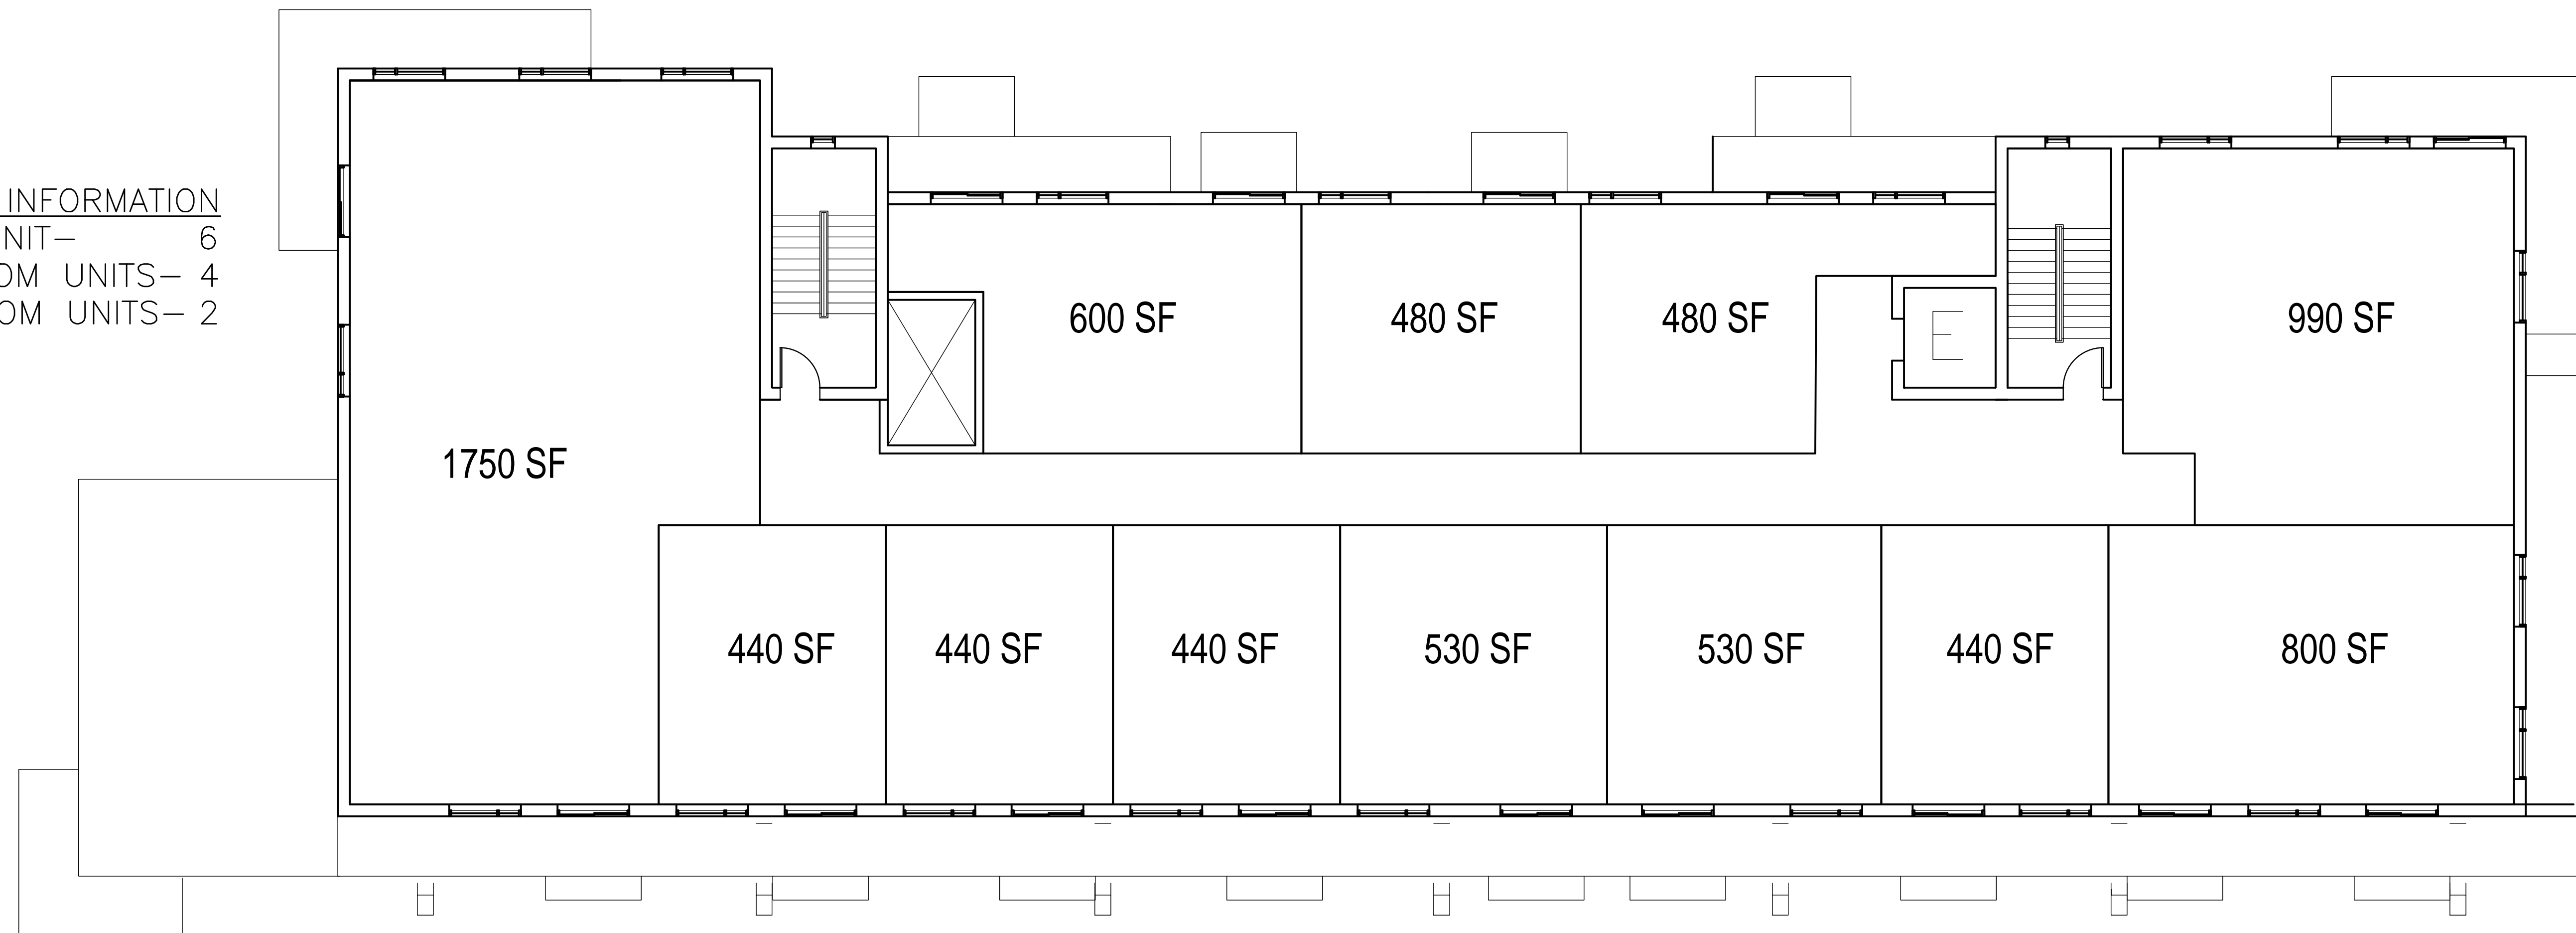 INFORMATION
NIT- 6
OM UNITS- 4
OM UNITS- 2
600 SF
480 SF
480 SF
E
990 SF
1750 SF
440 SF
440 SF
440 SF
530 SF
530 SF
440 SF
800 SF